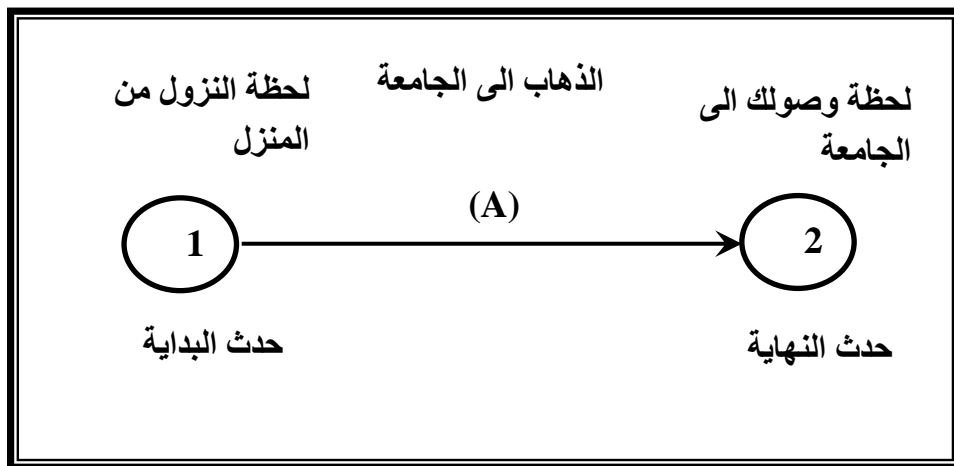 لحظة النزول من
المنزل
الذهاب الى الجامعة
لحظة وصولك الى
الجامعة
(A)
1
2
حدث البداية
حدث النهاية